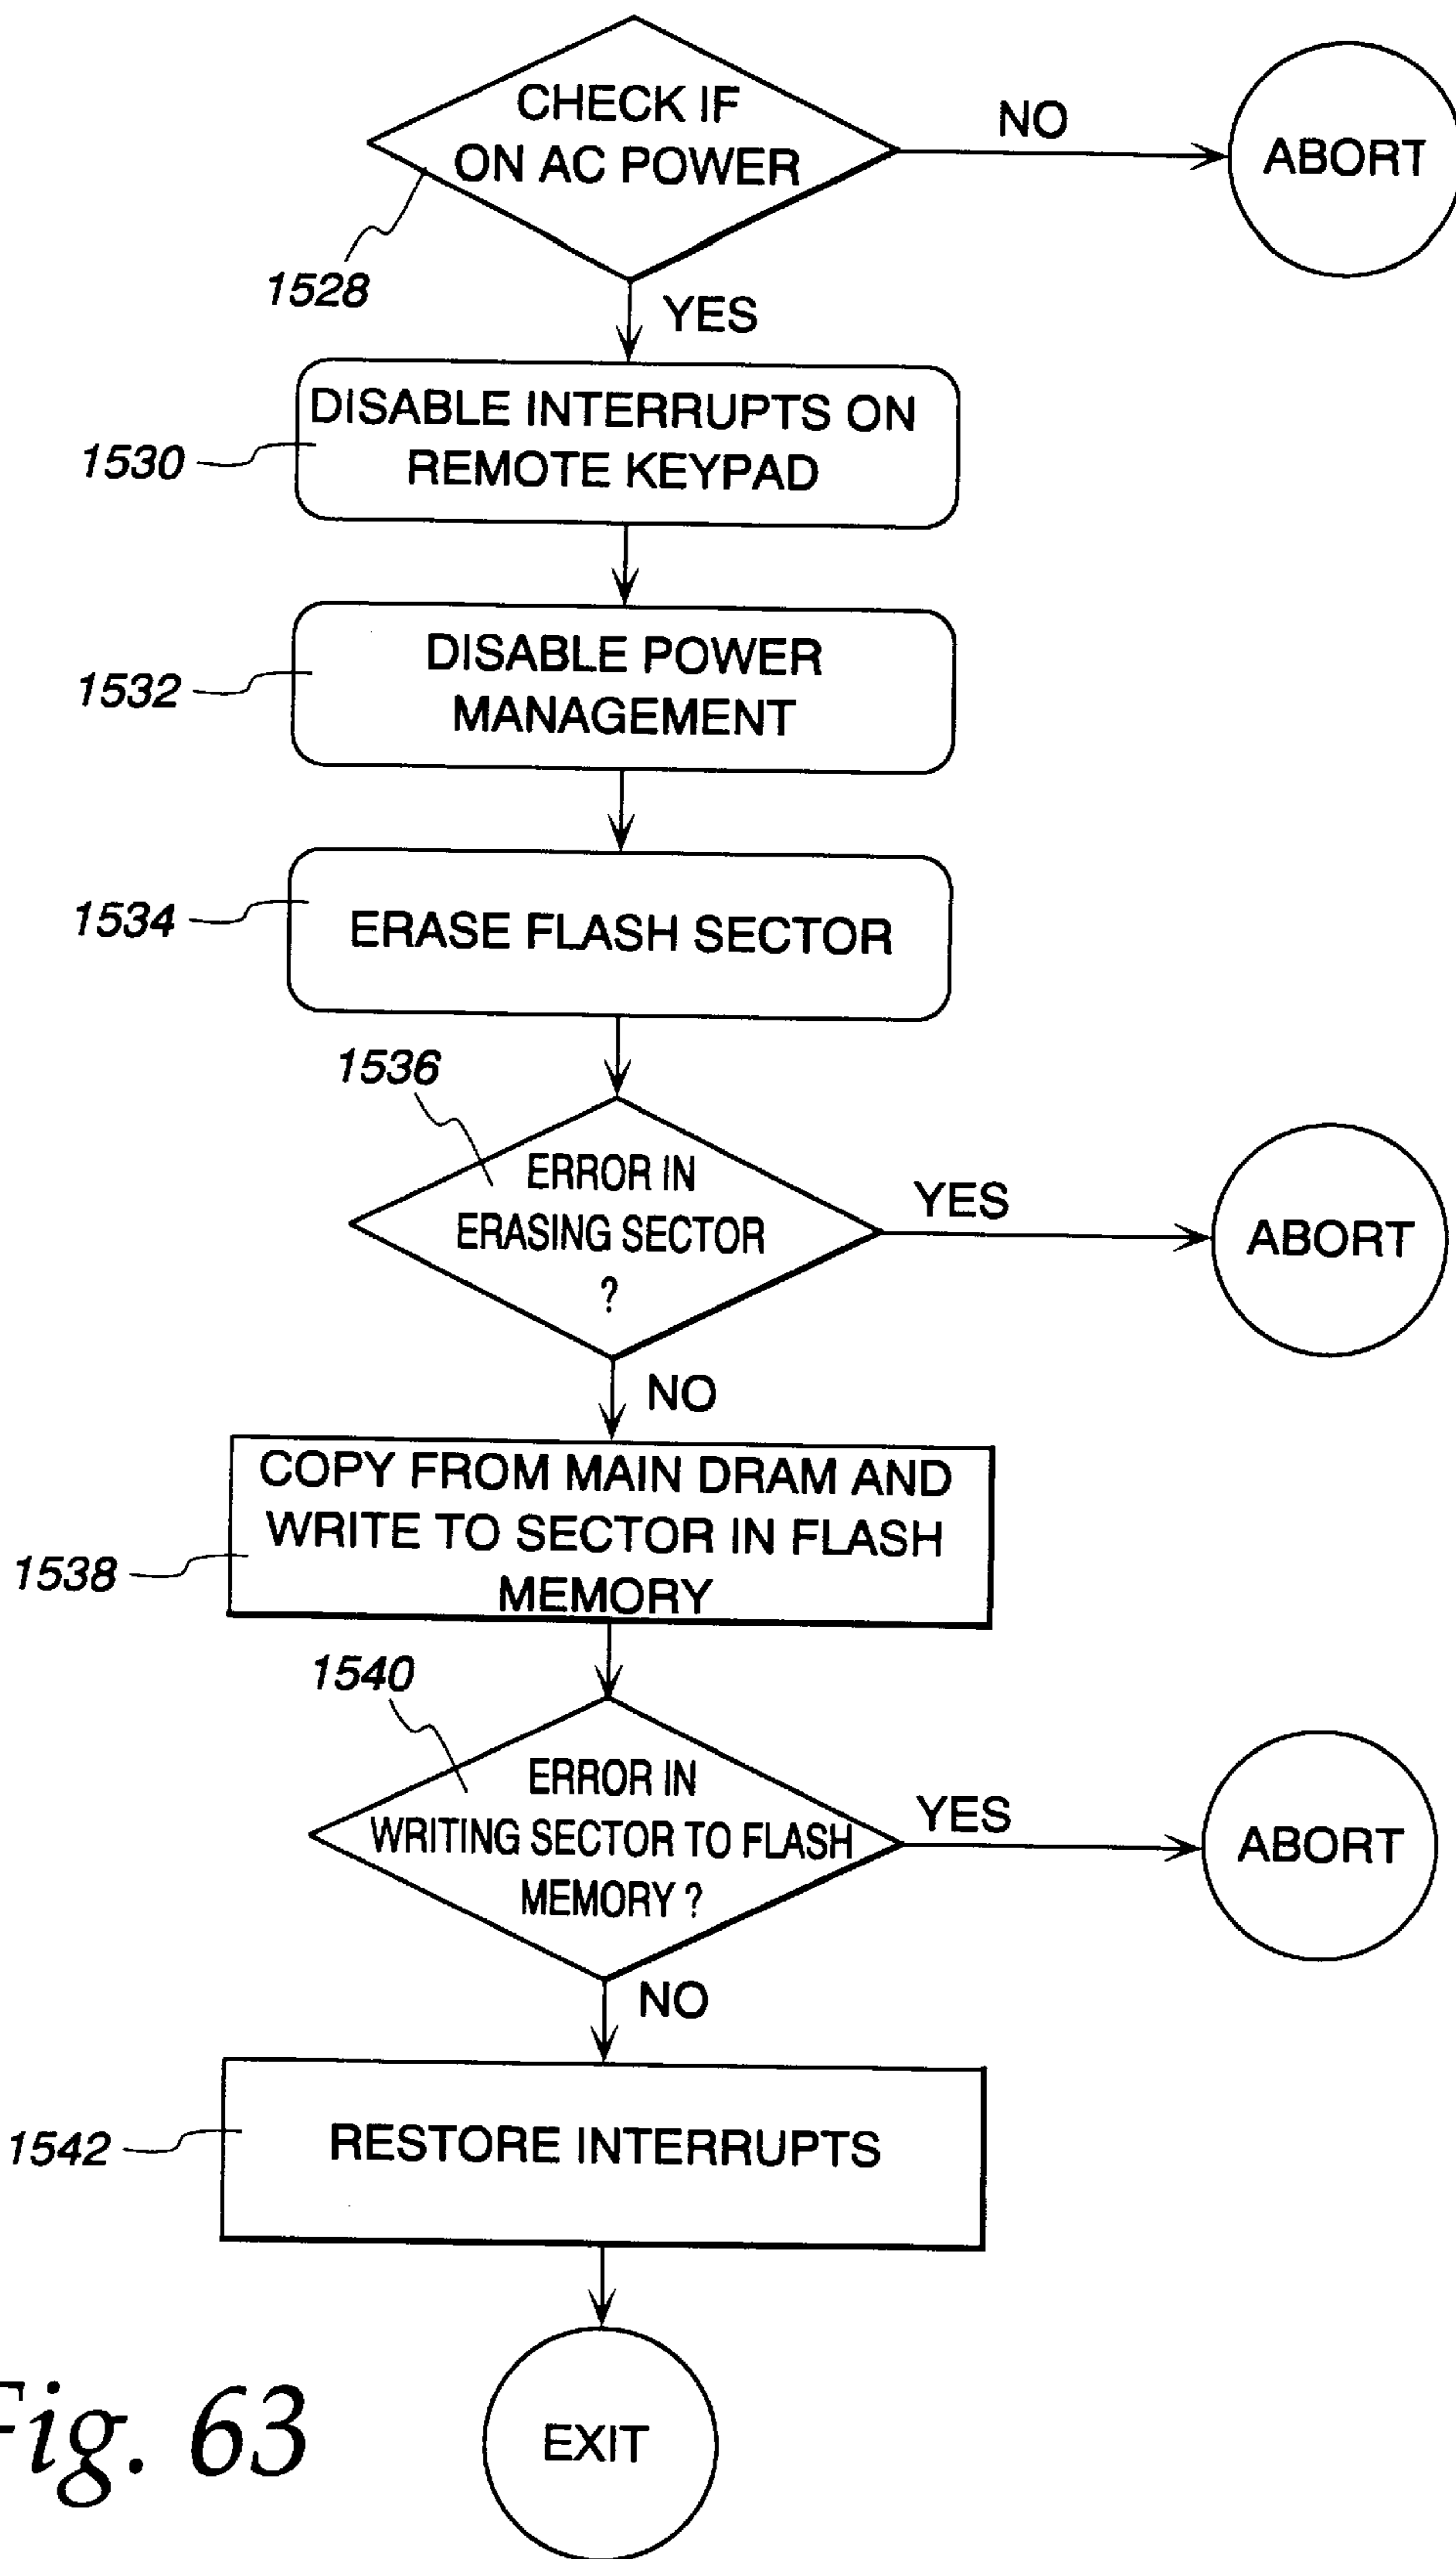 CHECK IF
ON AC POWER
NO
ABORT
1528
YES
DISABLE INTERRUPTS ON
REMOTE KEYPAD
1530
DISABLE POWER
MANAGEMENT
1532
ERASE FLASH SECTOR
1534
1536
ERROR IN
ERASING SECTOR
?
YES
ABORT
NO
COPY FROM MAIN DRAM AND
WRITE TO SECTOR IN FLASH
MEMORY
1538
1540
ERROR IN
WRITING SECTOR TO FLASH
MEMORY ?
YES
ABORT
NO
RESTORE INTERRUPTS
1542
EXIT
Fig. 63